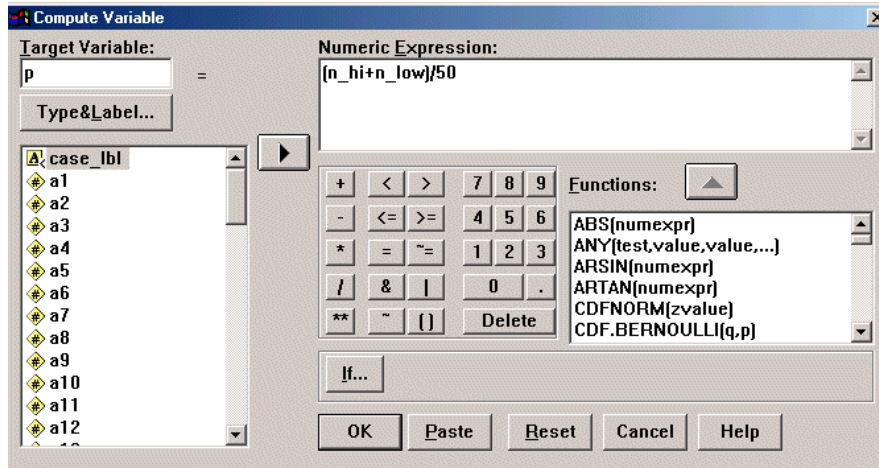 Compute Variable
Target Variable:
p
=
Type&Label...
case_lbl
a1
a2
a3
a4
a5
a6
a7
a8
a9
a10
a11
a12
Numeric Expression:
(n_hi+n_low)/50
+ < > 7 8 9
- <= >= 4 5 6
* = ~= 1 2 3
/ & | 0 .
** ~ () Delete
Functions:
ABS(numexpr)
ANY(test,value,value,...)
ARSIN(numexpr)
ARTAN(numexpr)
CDFNORM(zvalue)
CDF.BERNOULLI(q,p)
If...
OK Paste Reset Cancel Help